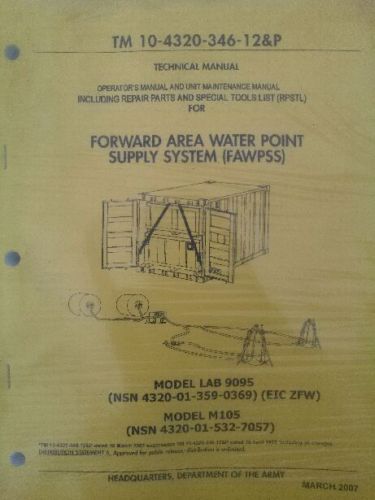 TM 10-4320-346-12&P
TECHNICAL MANUAL
OPERATOR'S MANUAL AND UNIT MAINTENANCE MANUAL
INCLUDING REPAIR PARTS AND SPECIAL TOOLS LIST (RPSTL)
FOR
FORWARD AREA WATER POINT
SUPPLY SYSTEM (FAWPSS)
MODEL LAB 9095
(NSN 4320-01-359-0369) (EIC ZFW)
MODEL M105
(NSN 4320-01-532-7057)
DISTRIBUTION STATEMENT A. Approved for public release, distribution is unlimited.
HEADQUARTERS, DEPARTMENT OF THE ARMY
MARCH 2007